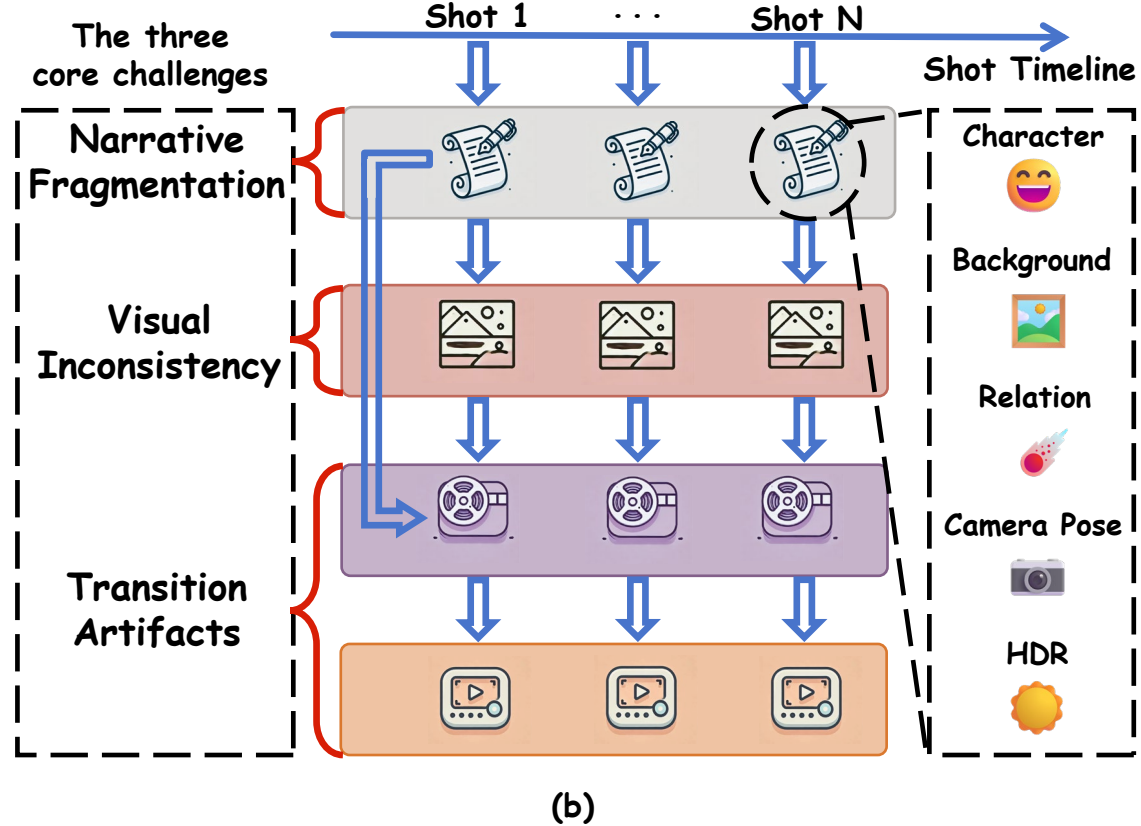 Shot 1
. . .
Shot N
The three
core challenges
Shot Timeline
Narrative
Fragmentation
Visual
Inconsistency
Transition
Artifacts
Character
Background
Relation
Camera Pose
HDR
(b)